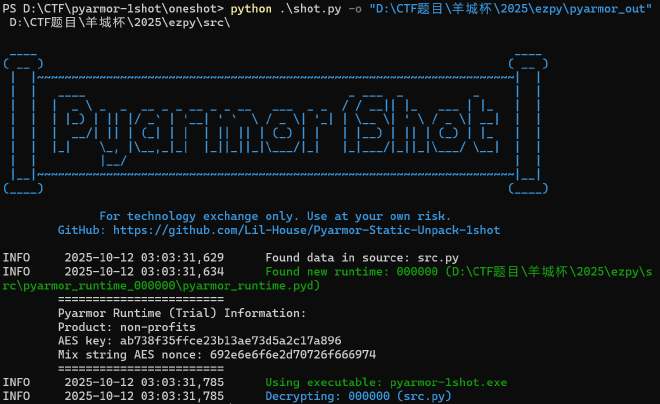 PS D:\CTF\pyarmor-1shot\oneshot> python .\shot.py -o "D:\CTF题目\羊城杯\2025\ezpy\pyarmor_out"
D:\CTF题目\羊城杯\2025\ezpy\src\
Pyarmor/1shot
For technology exchange only. Use at your own risk.
GitHub: https://github.com/Lil-House/Pyarmor-Static-Unpack-1shot
INFO 2025-10-12 03:03:31,629 Found data in source: src.py
INFO 2025-10-12 03:03:31,634 Found new runtime: 000000 (D:\CTF题目\羊城杯\2025\ezpy\s
rc\pyarmor_runtime_000000\pyarmor_runtime.pyd)
========================
Pyarmor Runtime (Trial) Information:
Product: non-profits
AES key: ab738f35ffce23b13ae73d5a2c17a896
Mix string AES nonce: 692e6e6f6e2d70726f666974
========================
INFO 2025-10-12 03:03:31,785 Using executable: pyarmor-1shot.exe
INFO 2025-10-12 03:03:31,785 Decrypting: 000000 (src.py)